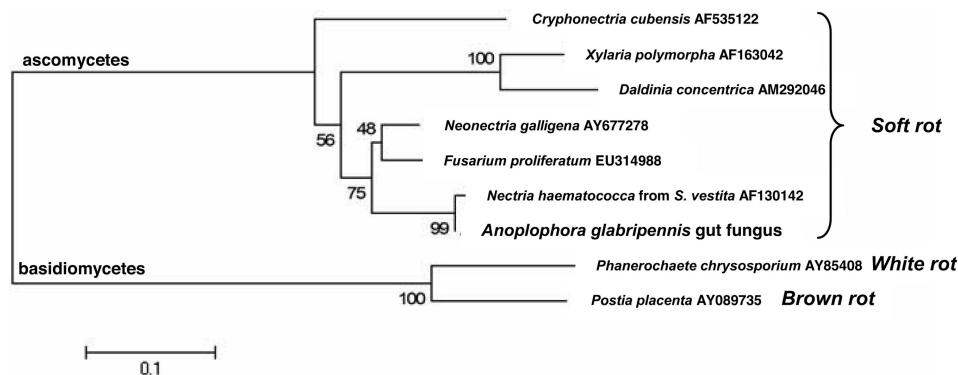 Cryphonectria cubensis AF535122
ascomycetes
100
Xylaria polymorpha AF163042
Daldinia concentrica AM292046
Soft rot
56
48
Neonectria galligena AY677278
Fusarium proliferatum EU314988
75
Nectria haematococca from S. vestita AF130142
99
Anoplophora glabripennis gut fungus
basidiomycetes
Phanerochaete chrysosporium AY85408 White rot
100
Postia placenta AY089735 Brown rot
0.1